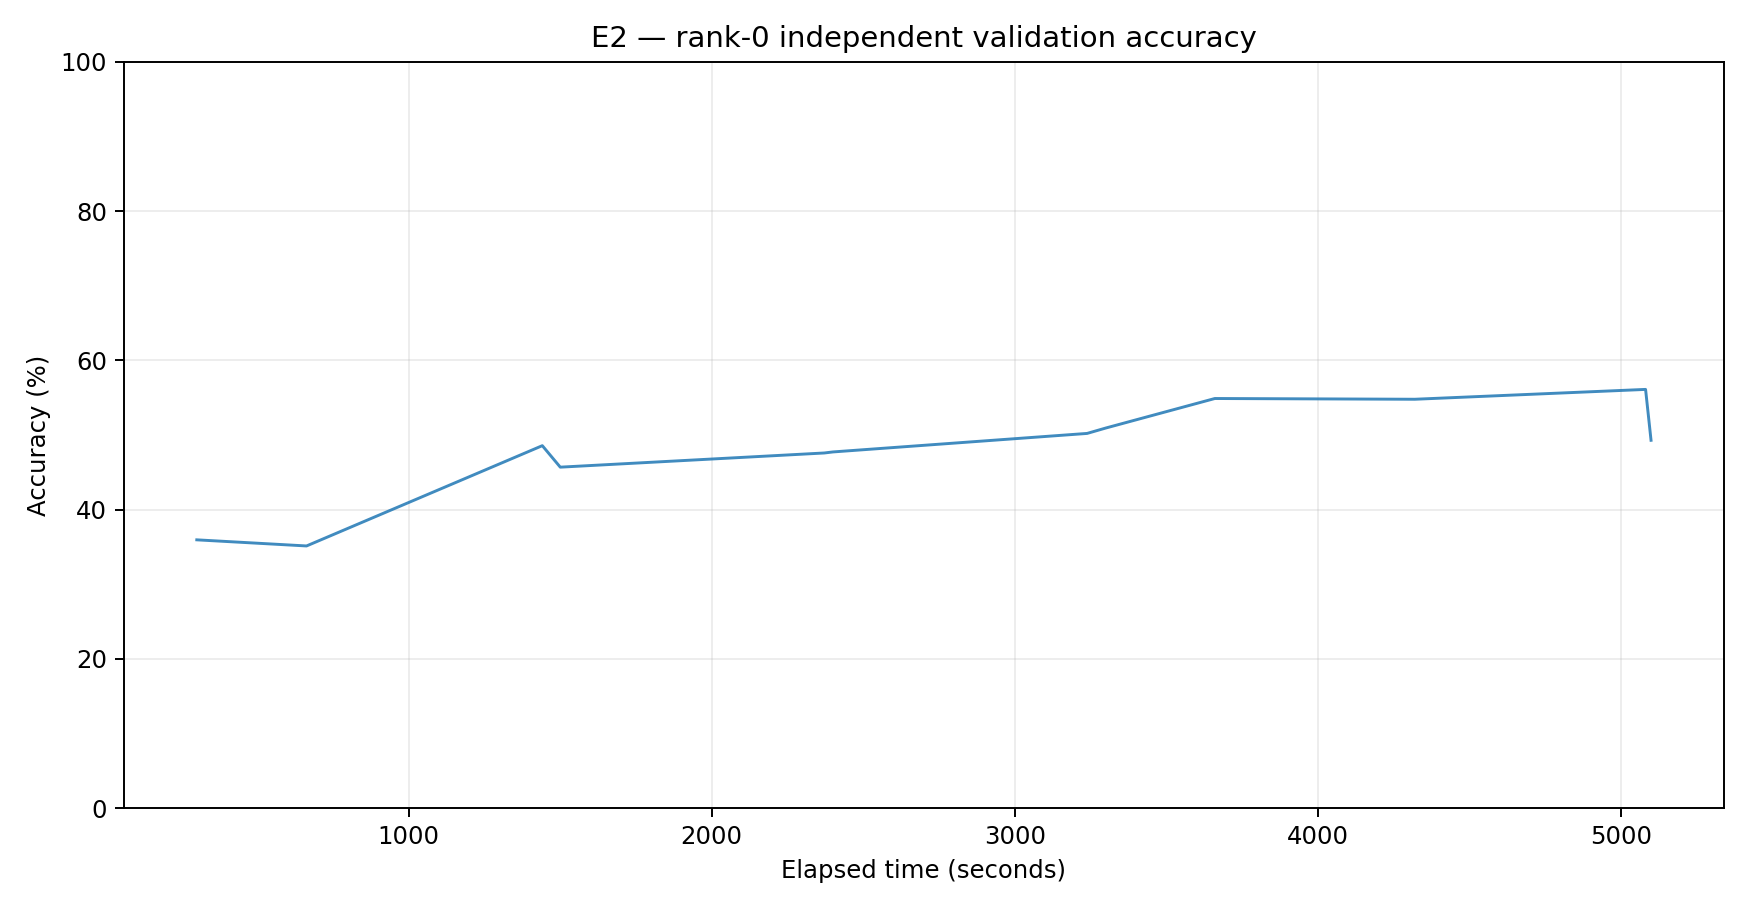 E2 — rank-0 independent validation accuracy
100
80
60
40
20
0
Accuracy (%)
1000 2000 3000 4000 5000
Elapsed time (seconds)